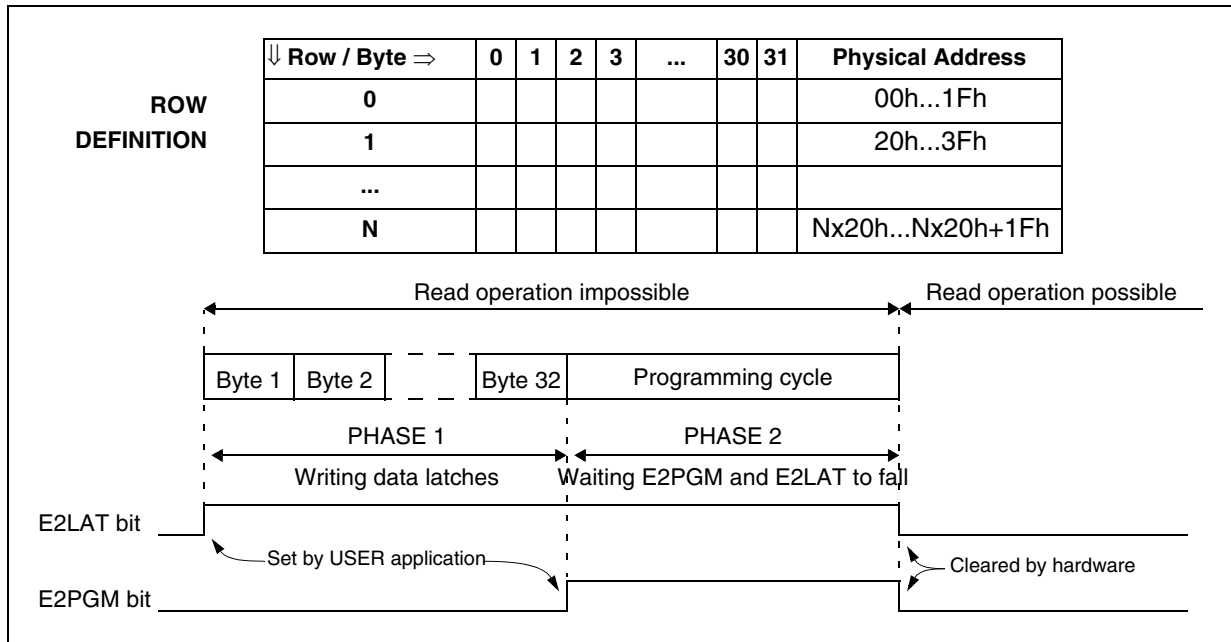 ⇓ Row / Byte ⇒ 0 1 2 3 ... 30 31 Physical Address
ROW DEFINITION
0 00h...1Fh
1 20h...3Fh
...
N Nx20h...Nx20h+1Fh
Read operation impossible Read operation possible
Byte 1 Byte 2 Byte 32 Programming cycle
PHASE 1 PHASE 2
Writing data latches Waiting E2PGM and E2LAT to fall
E2LAT bit
Set by USER application Cleared by hardware
E2PGM bit